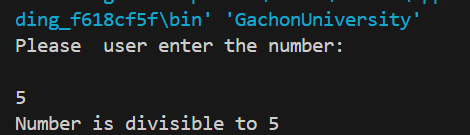 ding_f618cf5f\bin' 'GachonUniversity'
Please  user enter the number:
5
Number is divisible to 5